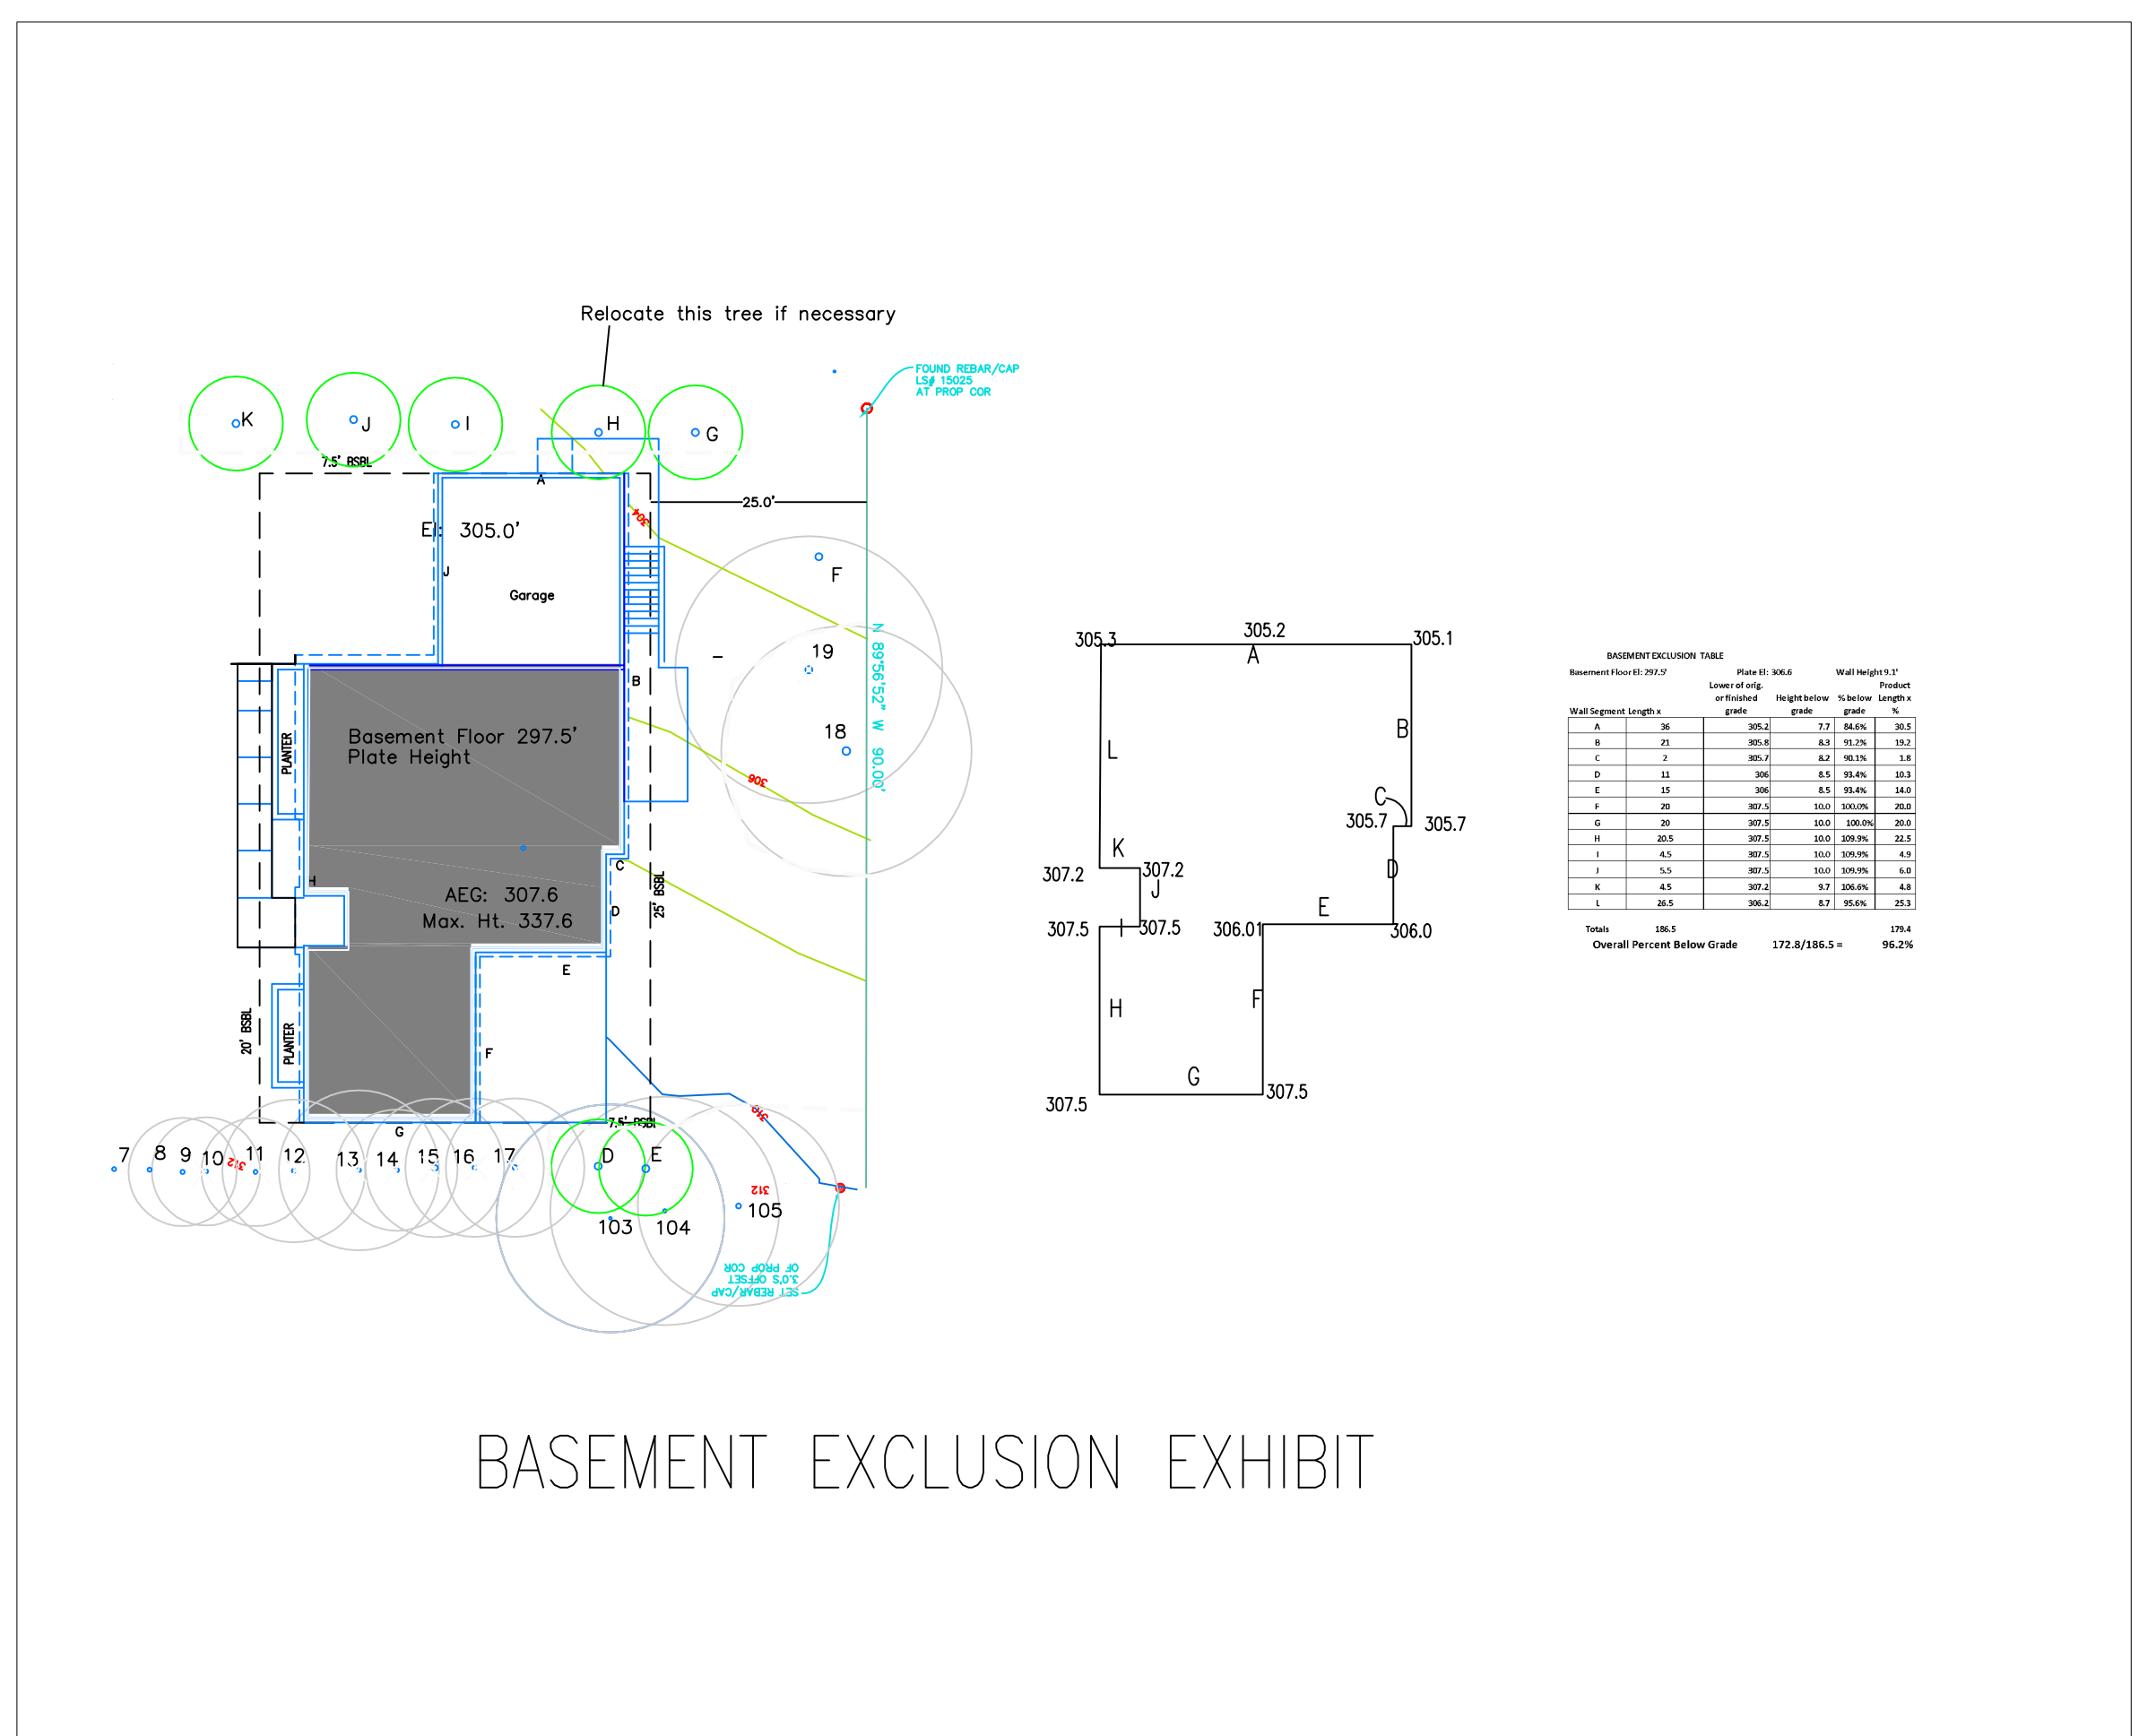 Relocate this tree if necessary
FOUND REBAR/CAP
LS# 15025
AT PROP COR
K
J
I
H
G
7.5' BSBL
A
25.0'
304
El: 305.0'
J
Garage
F
N 89°56'52" W 90.00'
19
B
18
Basement Floor 297.5'
Plate Height
PLANTER
306
C
H
AEG: 307.6
Max. Ht. 337.6
D
25' BSBL
E
20' BSBL
PLANTER
F
310
G
7.5' BSBL
7
8
9
10
312
11
12
13
14
15
16
17
D
E
312
103
104
105
SET REBAR/CAP
3.0'S OFFSET
OF PROP COR
305.3
305.2
305.1
A
B
L
C
305.7
305.7
K
307.2
307.2
J
D
307.5
I
307.5
E
306.01
306.0
H
F
G
307.5
307.5
BASEMENT EXCLUSION TABLE
Basement Floor El: 297.5' Plate El: 306.6 Wall Height 9.1'
Lower of orig. Product
or finished Height below % below Length x
Wall Segment Length x grade grade grade %
A 36 305.2 7.7 84.6% 30.5
B 21 305.8 8.3 91.2% 19.2
C 2 305.7 8.2 90.1% 1.8
D 11 306 8.5 93.4% 10.3
E 15 306 8.5 93.4% 14.0
F 20 307.5 10.0 100.0% 20.0
G 20 307.5 10.0 100.0% 20.0
H 20.5 307.5 10.0 109.9% 22.5
I 4.5 307.5 10.0 109.9% 4.9
J 5.5 307.5 10.0 109.9% 6.0
K 4.5 307.2 9.7 106.6% 4.8
L 26.5 306.2 8.7 95.6% 25.3
Totals 186.5 179.4
Overall Percent Below Grade 172.8/186.5 = 96.2%
BASEMENT EXCLUSION EXHIBIT